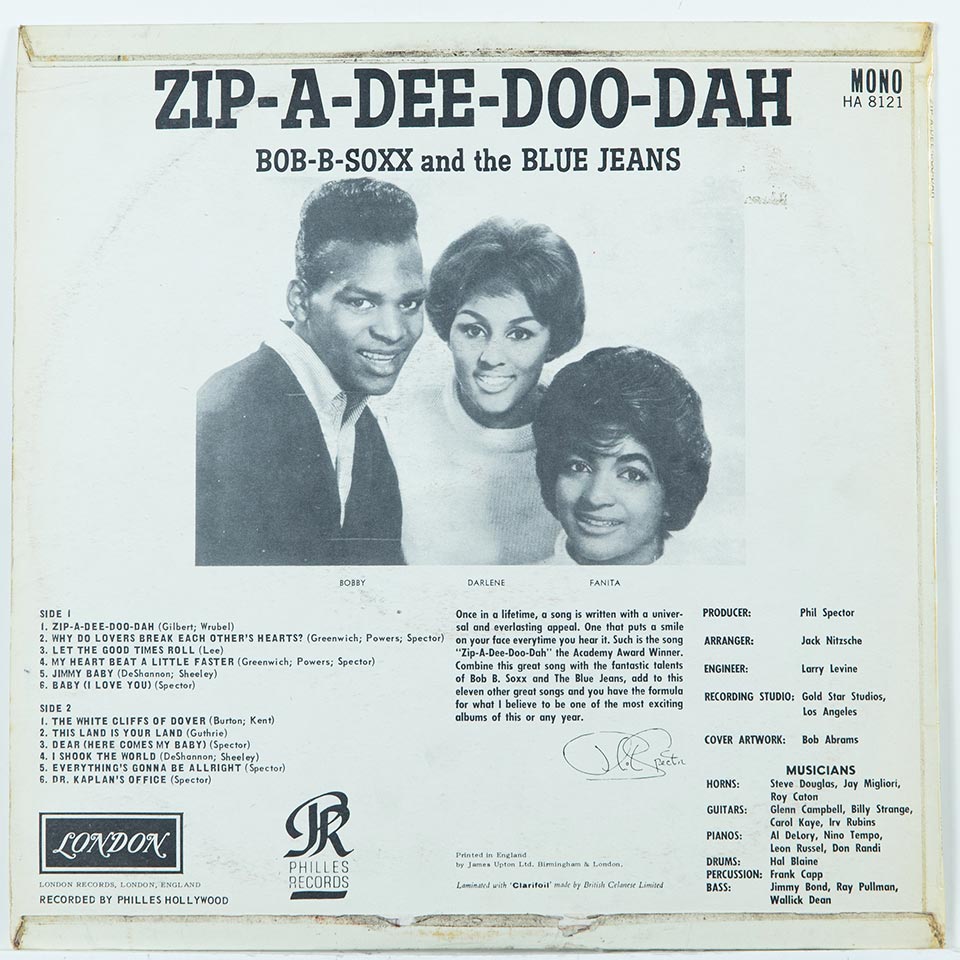 ZIP-A-DEE-DOO-DAH
MONO
HA 8121
BOB-B-SOXX and the BLUE JEANS
BOBBY
DARLENE
FANITA
SIDE 1
1. ZIP-A-DEE-DOO-DAH (Gilbert; Wrubel)
2. WHY DO LOVERS BREAK EACH OTHER'S HEARTS? (Greenwich; Powers; Spector)
3. LET THE GOOD TIMES ROLL (Lee)
4. MY HEART BEAT A LITTLE FASTER (Greenwich; Powers; Spector)
5. JIMMY BABY (DeShannon; Sheeley)
6. BABY (I LOVE YOU) (Spector)
SIDE 2
1. THE WHITE CLIFFS OF DOVER (Burton; Kent)
2. THIS LAND IS YOUR LAND (Guthrie)
3. DEAR (HERE COMES MY BABY) (Spector)
4. I SHOOK THE WORLD (DeShannon; Sheeley)
5. EVERYTHING'S GONNA BE ALLRIGHT (Spector)
6. DR. KAPLAN'S OFFICE (Spector)
LONDON
LONDON RECORDS, LONDON, ENGLAND
RECORDED BY PHILLES HOLLYWOOD
PR
PHILLES
RECORDS
Once in a lifetime, a song is written with a univer-
sal and everlasting appeal. One that puts a smile
on your face everytime you hear it. Such is the song
"Zip-A-Dee-Doo-Dah" the Academy Award Winner.
Combine this great song with the fantastic talents
of Bob B. Soxx and The Blue Jeans, add to this
eleven other great songs and you have the formula
for what I believe to be one of the most exciting
albums of this or any year.
Phil Spector
Printed in England
by James Upton Ltd, Birmingham & London,
Laminated with 'Clarifoil' made by British Celanese Limited
PRODUCER: Phil Spector
ARRANGER: Jack Nitzsche
ENGINEER: Larry Levine
RECORDING STUDIO: Gold Star Studios,
Los Angeles
COVER ARTWORK: Bob Abrams
MUSICIANS
HORNS: Steve Douglas, Jay Migliori,
Roy Caton
GUITARS: Glenn Campbell, Billy Strange,
Carol Kaye, Irv Rubins
PIANOS: Al DeLory, Nino Tempo,
Leon Russel, Don Randi
DRUMS: Hal Blaine
PERCUSSION: Frank Capp
BASS: Jimmy Bond, Ray Pullman,
Wallick Dean